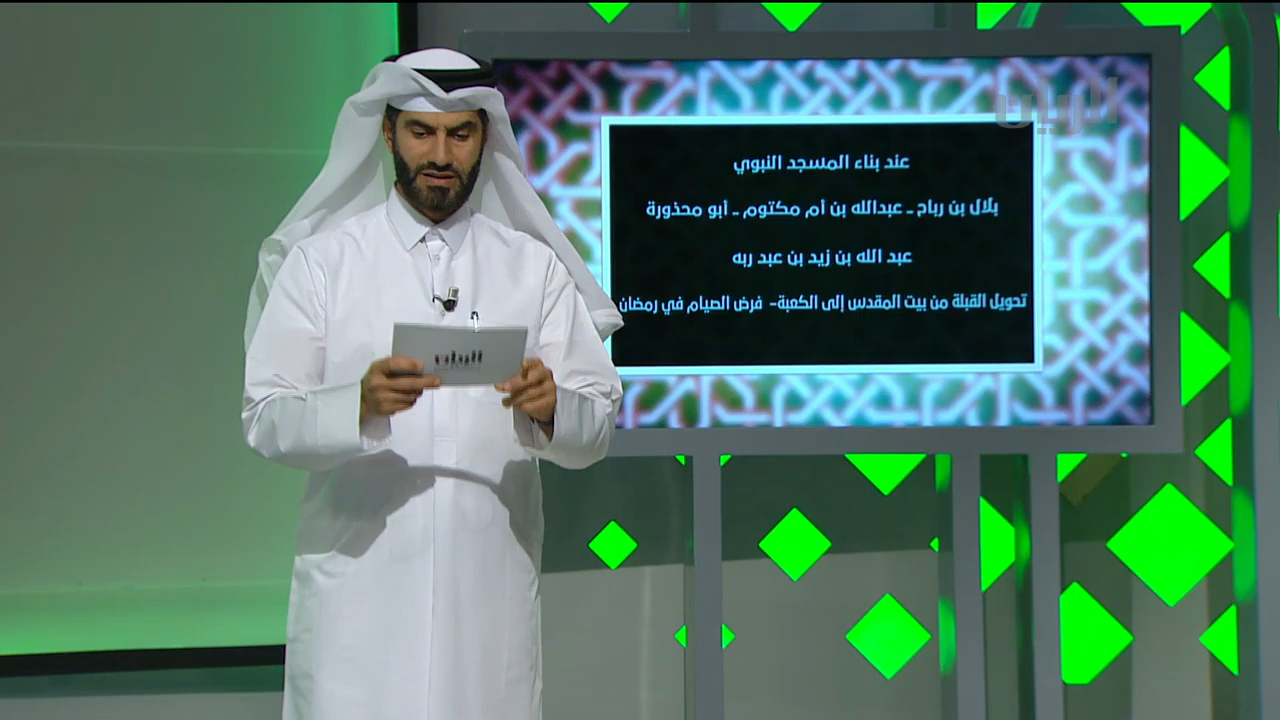 الريان
عند بناء المسجد النبوي
بلال بن رباح - عبدالله بن أم مكتوم - أبو محذورة
عبد الله بن زيد بن عبد ربه
تحويل القبلة من بيت المقدس إلى الكعبة- فرض الصيام في رمضان
الريان